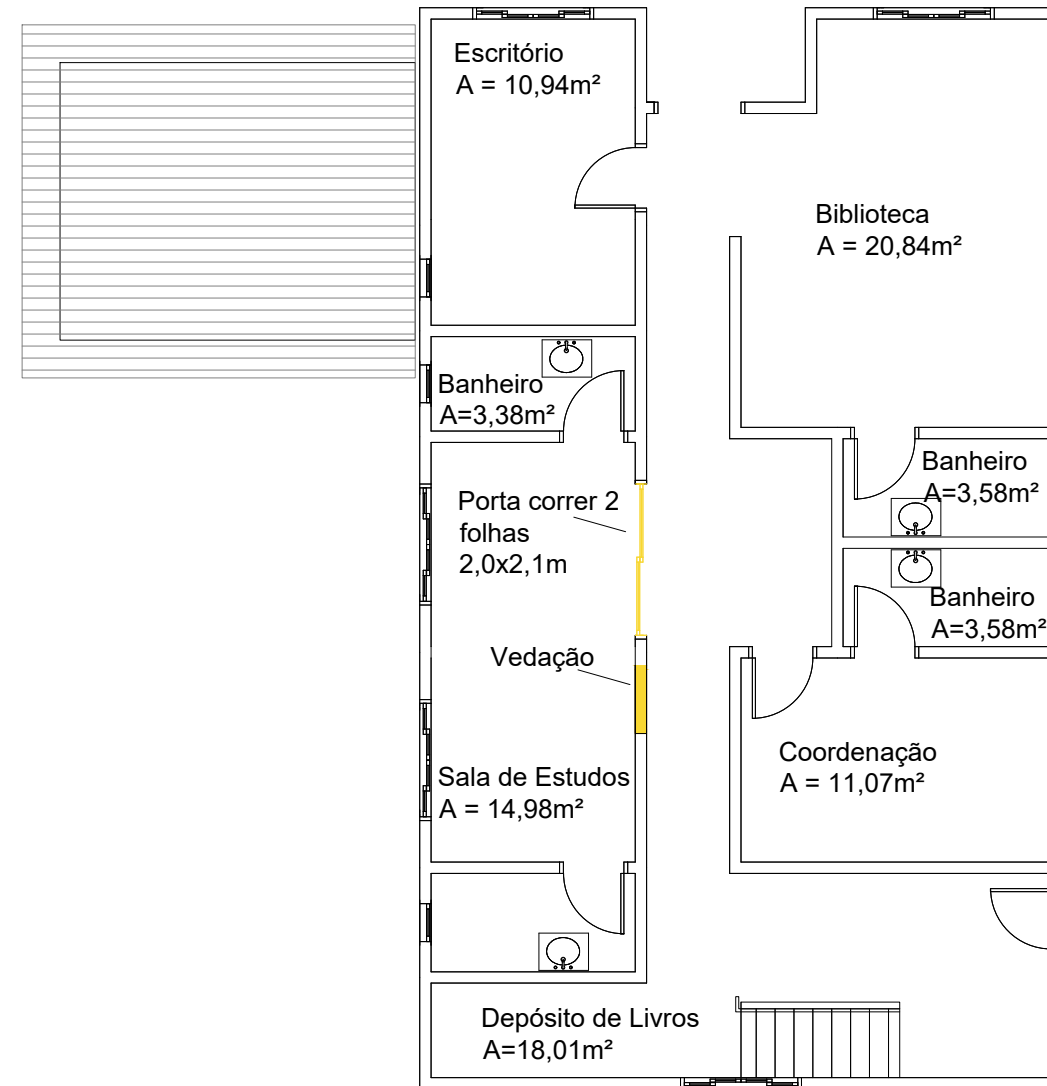 Escritório
A = 10,94m²
Biblioteca
A = 20,84m²
Banheiro
A=3,38m²
Banheiro
A=3,58m²
Porta correr 2
folhas
2,0x2,1m
Banheiro
A=3,58m²
Vedação
Coordenação
A = 11,07m²
Sala de Estudos
A = 14,98m²
Depósito de Livros
A=18,01m²